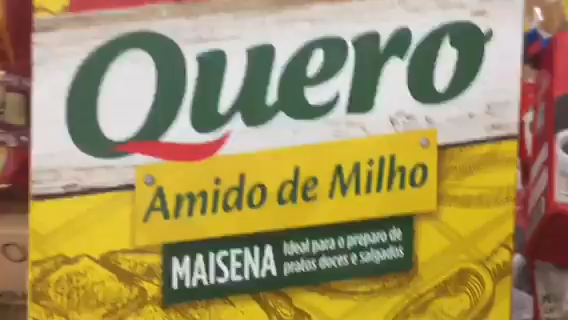 Quero
Amido de Milho
MAISENA
Ideal para o preparo de
pratos doces e salgados